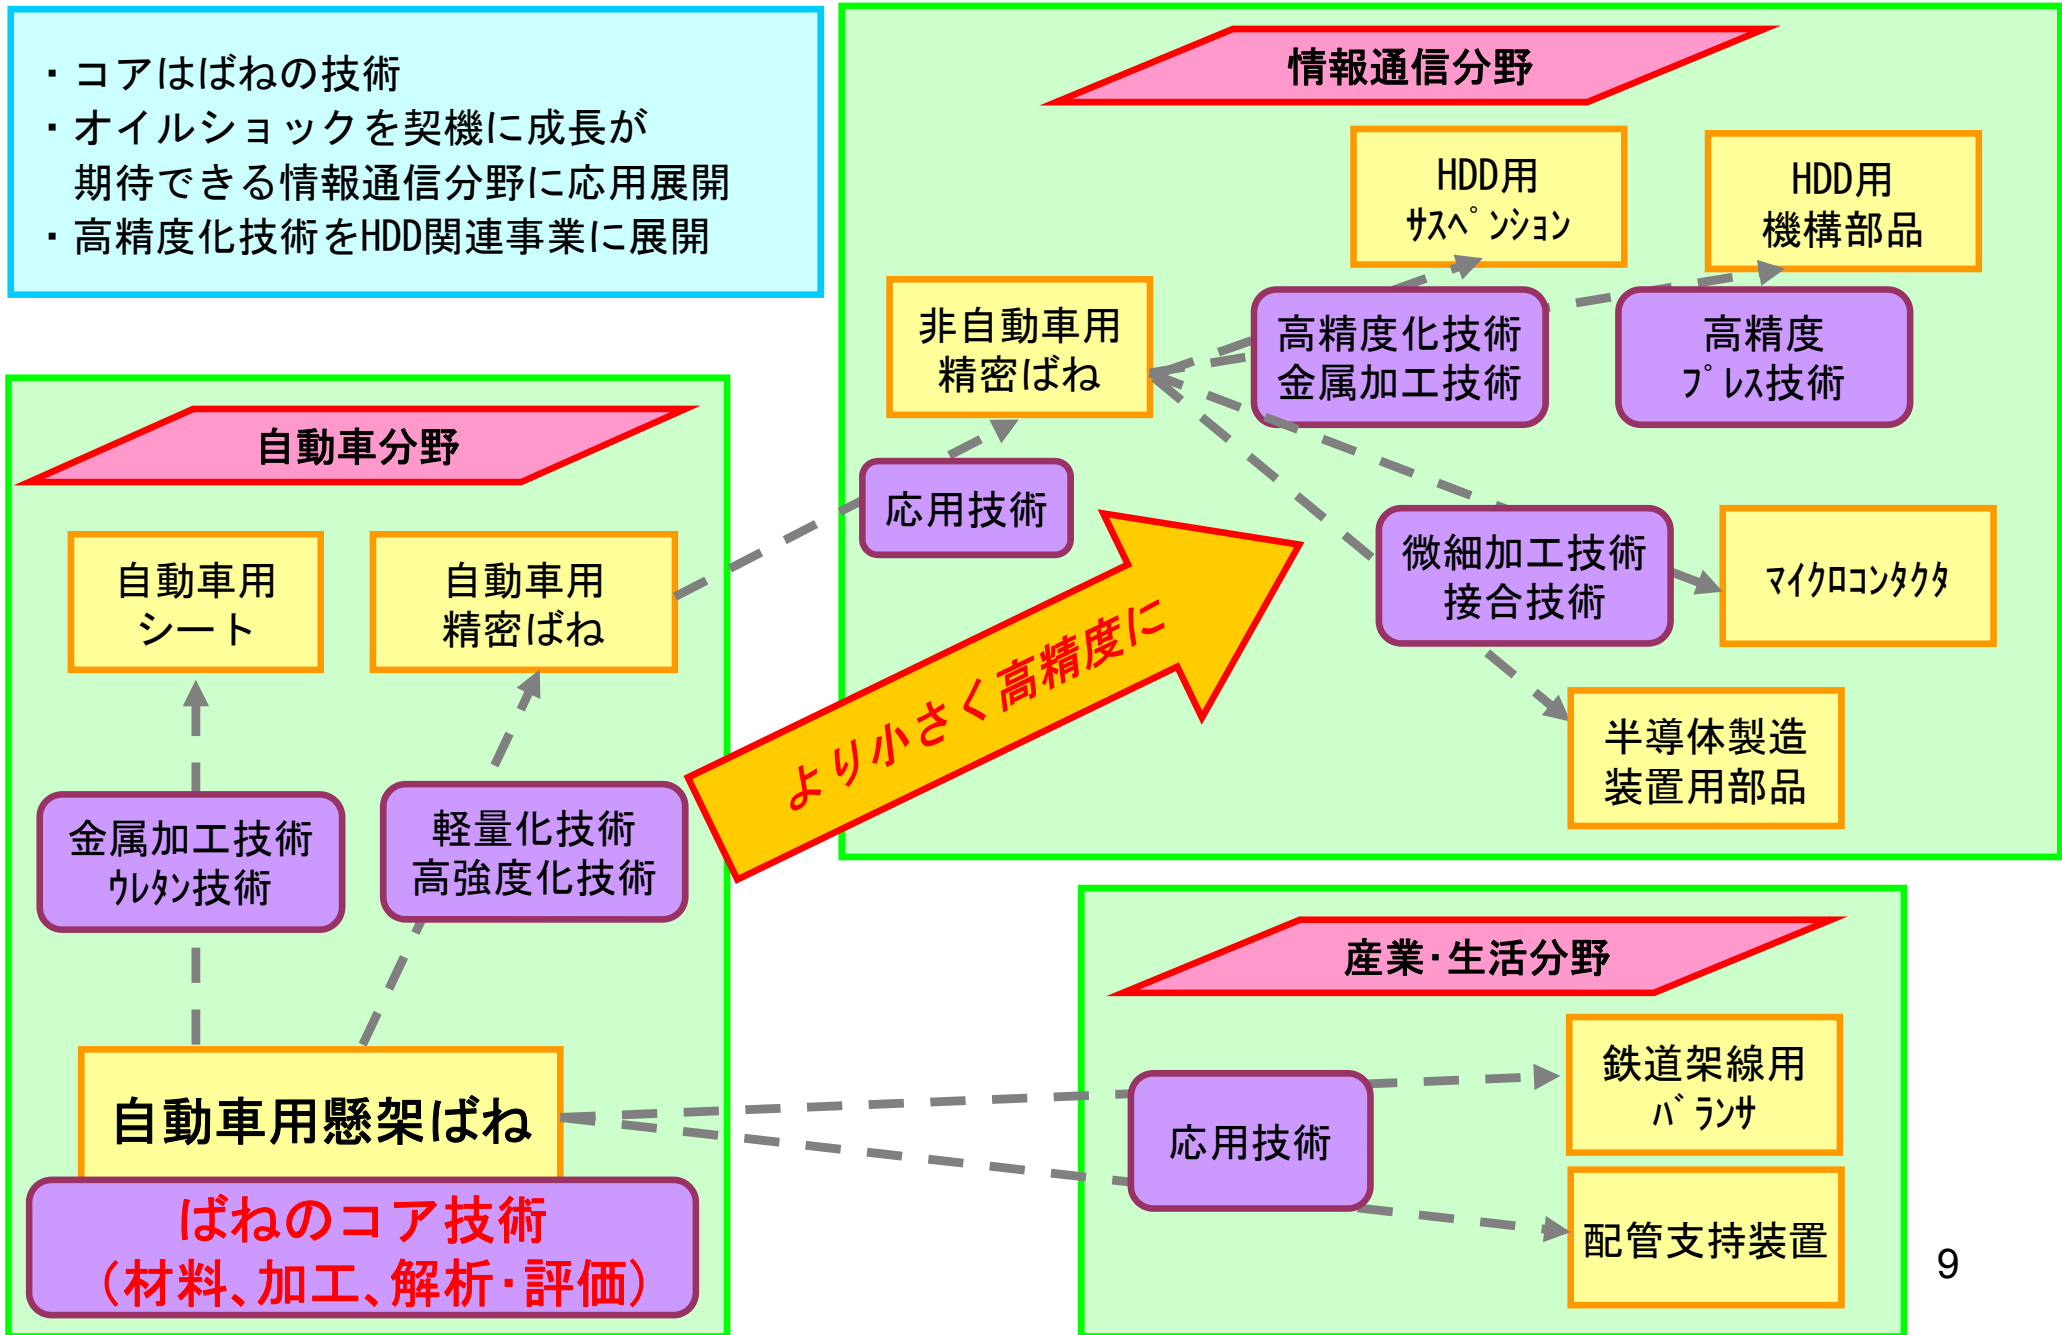 ・コアはばねの技術
・オイルショックを契機に成長が
期待できる情報通信分野に応用展開
・高精度化技術をHDD関連事業に展開
情報通信分野
HDD用
ｻｽﾍﾟﾝｼｮﾝ
HDD用
機構部品
非自動車用
精密ばね
高精度化技術
金属加工技術
高精度
ﾌﾟﾚｽ技術
応用技術
微細加工技術
接合技術
ﾏｲｸﾛｺﾝﾀｸﾀ
半導体製造
装置用部品
より小さく高精度に
自動車分野
自動車用
シート
自動車用
精密ばね
金属加工技術
ｳﾚﾀﾝ技術
軽量化技術
高強度化技術
自動車用懸架ばね
ばねのコア技術
（材料、加工、解析・評価）
産業・生活分野
応用技術
鉄道架線用
ﾊﾞﾗﾝｻ
配管支持装置
9